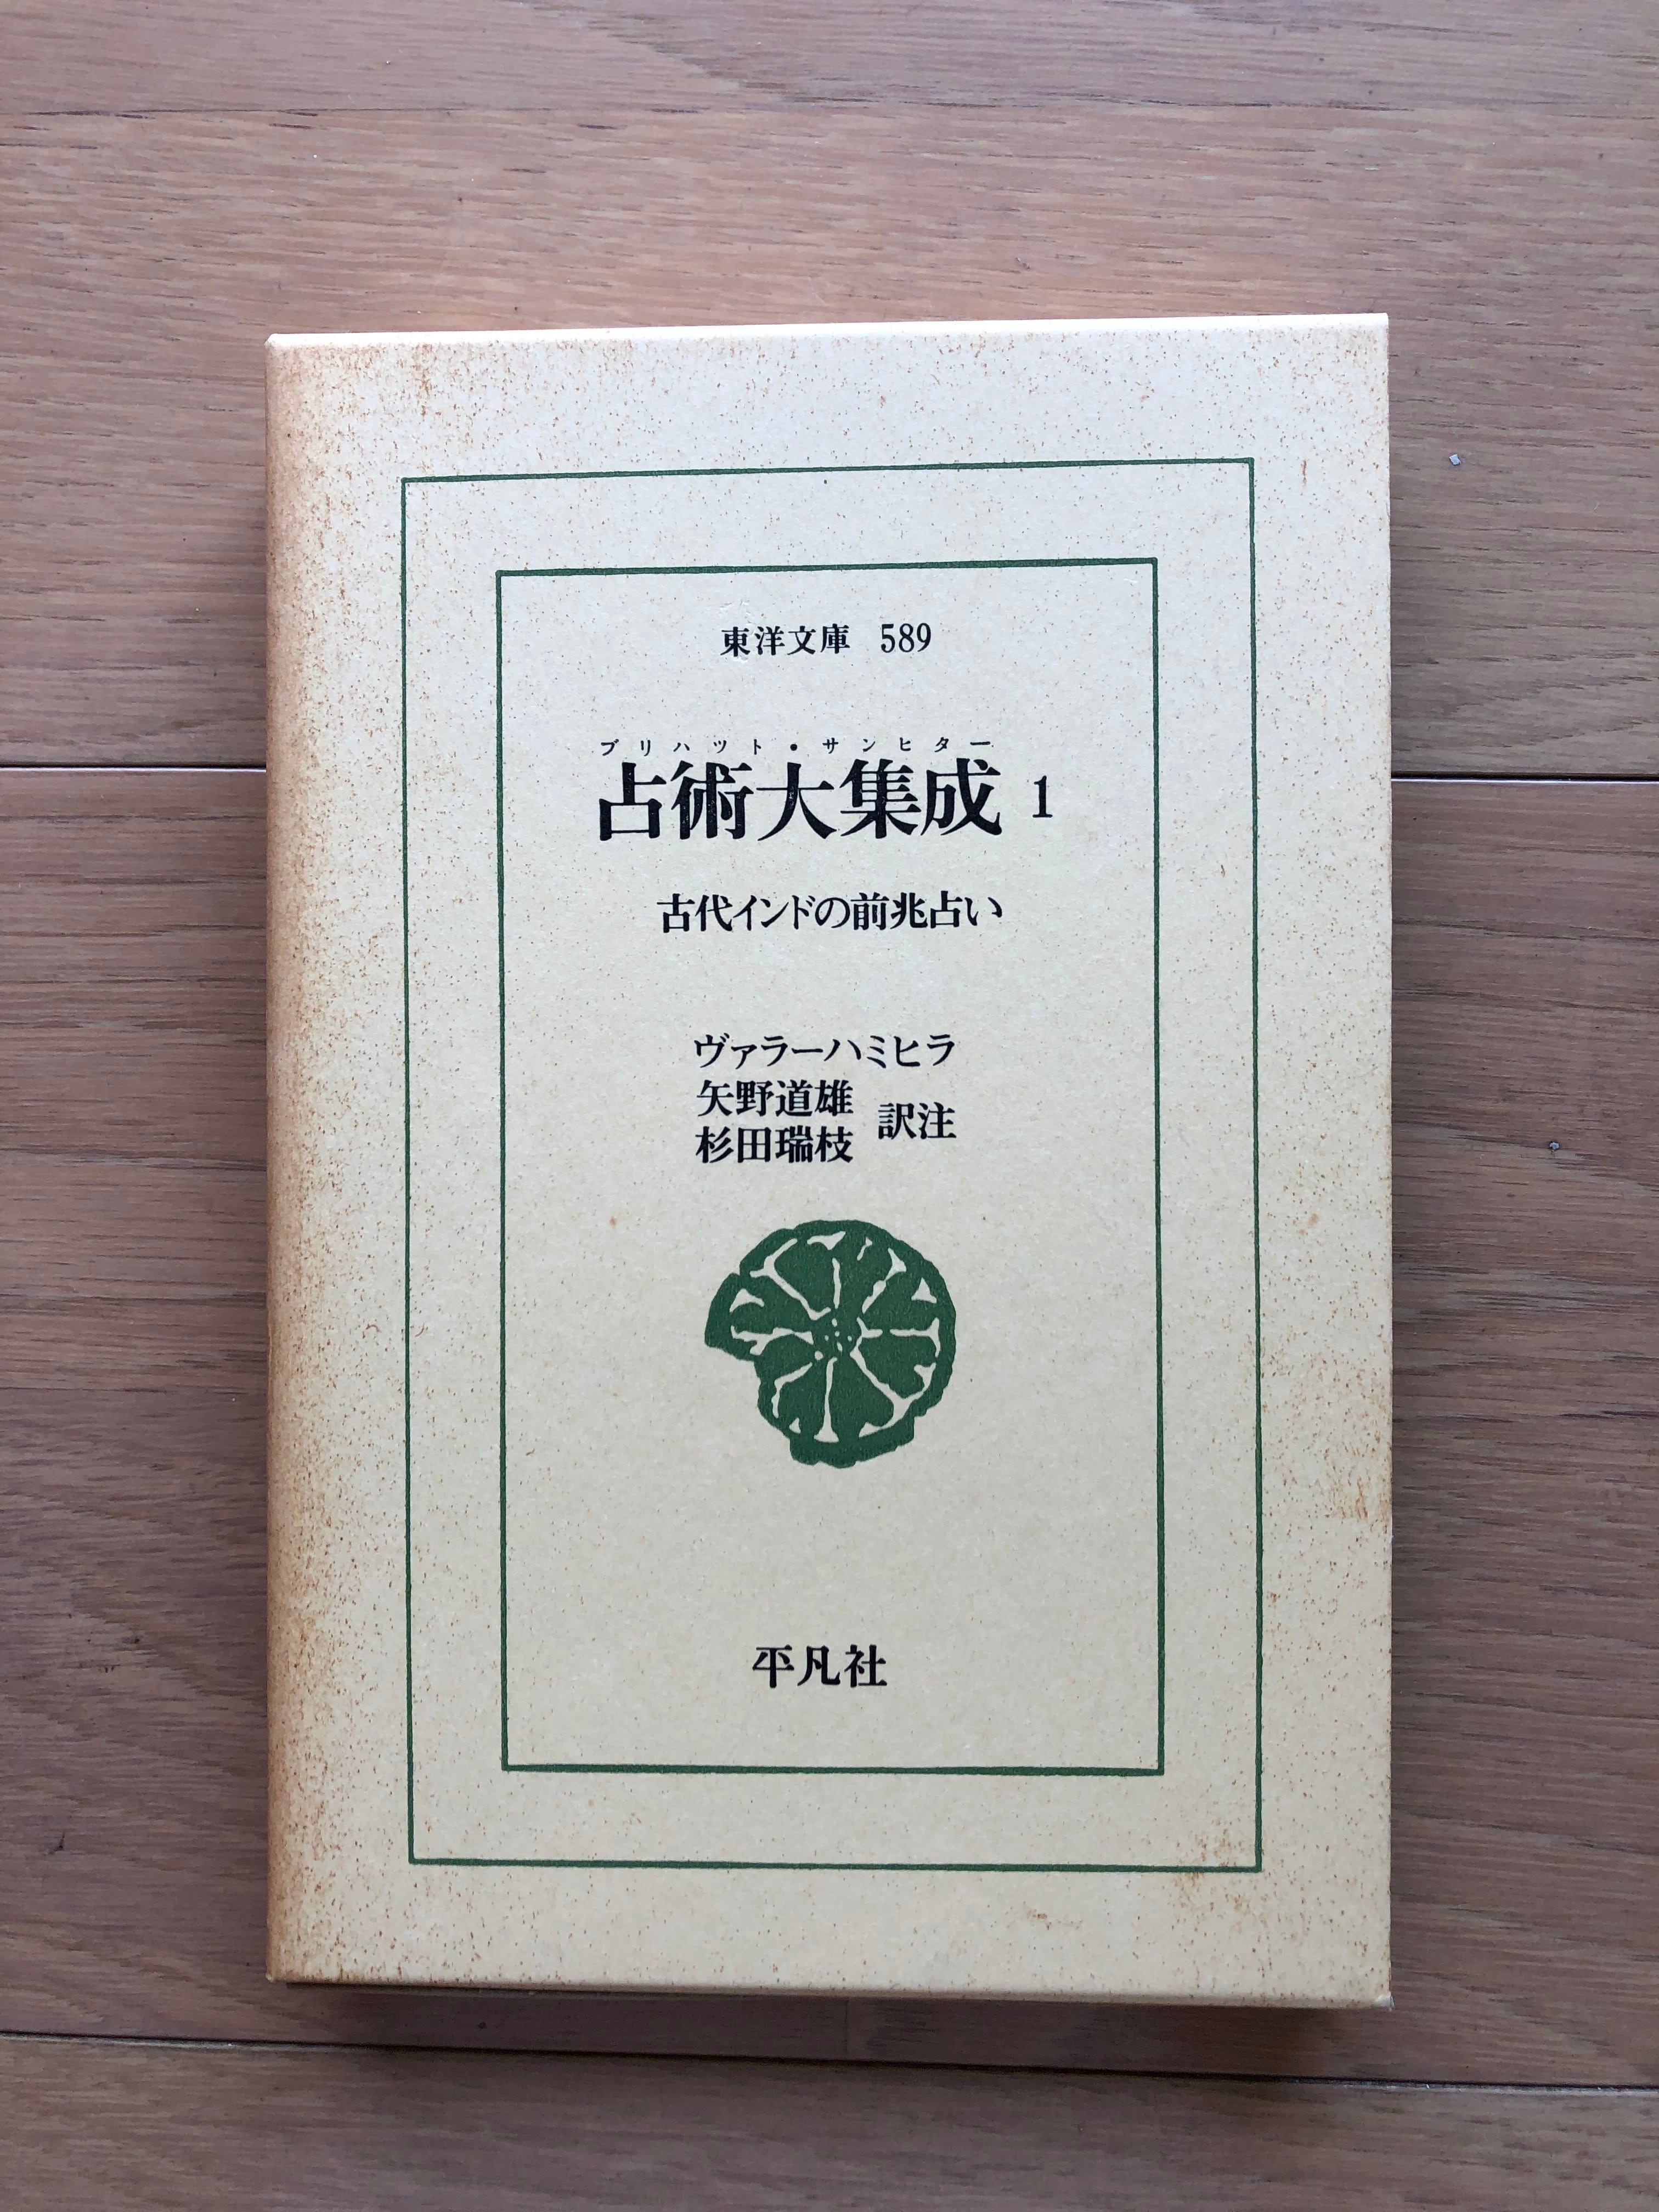 東洋文庫 589
ブリハット・サンヒター
占術大集成 1
古代インドの前兆占い
ヴァラーハミヒラ
矢野道雄
杉田瑞枝 訳注
平凡社